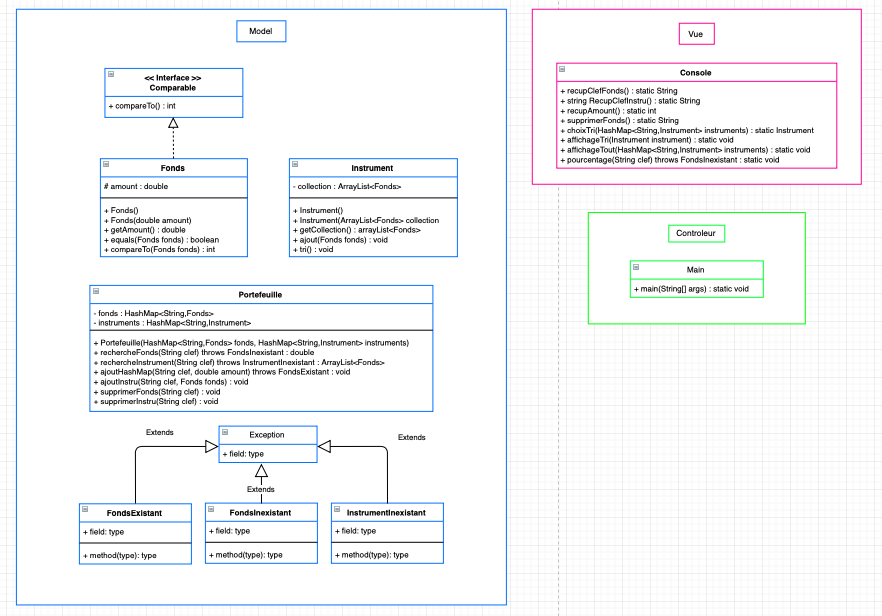 Model
<< Interface >>
Comparable
+ compareTo() : int
Fonds
# amount : double
+ Fonds()
+ Fonds(double amount)
+ getAmount() : double
+ equals(Fonds fonds) : boolean
+ compareTo(Fonds fonds) : int
Instrument
- collection : ArrayList<Fonds>
+ Instrument()
+ Instrument(ArrayList<Fonds> collection
+ getCollection() : arrayList<Fonds>
+ ajout(Fonds fonds) : void
+ tri() : void
Portefeuille
- fonds : HashMap<String,Fonds>
- instruments : HashMap<String,Instrument>
+ Portefeuille(HashMap<String,Fonds> fonds, HashMap<String,Instrument> instruments)
+ rechercheFonds(String clef) throws FondsInexistant : double
+ rechercheInstrument(String clef) throws InstrumentInexistant : ArrayList<Fonds>
+ ajoutHashMap(String clef, double amount) throws FondsExistant : void
+ ajoutInstru(String clef, Fonds fonds) : void
+ supprimerFonds(String clef) : void
+ supprimerInstru(String clef) : void
Extends
Exception
+ field: type
Extends
Extends
FondsExistant
+ field: type
+ method(type): type
FondsInexistant
+ field: type
+ method(type): type
InstrumentInexistant
+ field: type
+ method(type): type
Vue
Console
+ recupClefFonds() : static String
+ string RecupClefInstru() : static String
+ recupAmount() : static int
+ supprimerFonds() : static String
+ choixTri(HashMap<String,Instrument> instruments) : static Instrument
+ affichageTri(Instrument instrument) : static void
+ affichageTout(HashMap<String,Instrument> instruments) : static void
+ pourcentage(String clef) throws FondsInexistant : static void
Controleur
Main
+ main(String[] args) : static void